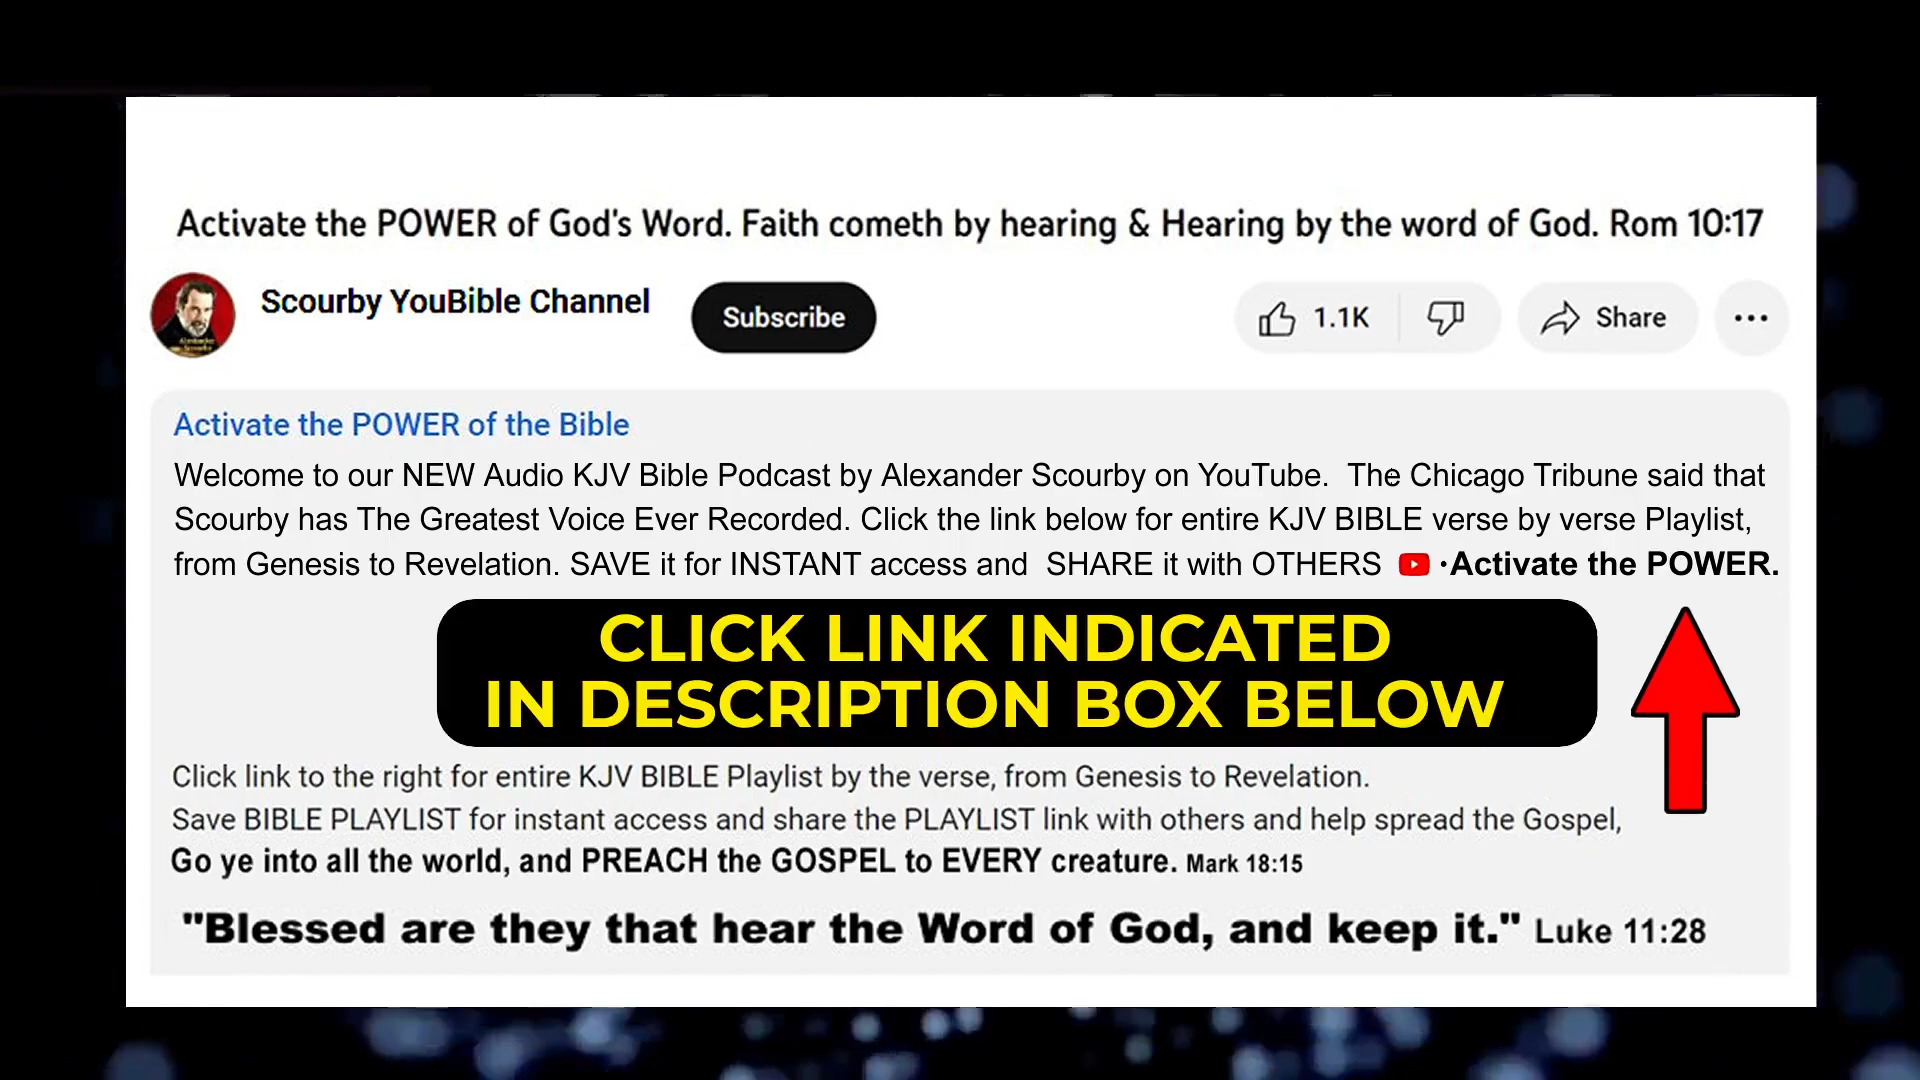 Activate the POWER of God's Word. Faith cometh by hearing & Hearing by the word of God. Rom 10:17
Scourby YouBible Channel
Subscribe
1.1K
Share
Activate the POWER of the Bible
Welcome to our NEW Audio KJV Bible Podcast by Alexander Scourby on YouTube. The Chicago Tribune said that
Scourby has The Greatest Voice Ever Recorded. Click the link below for entire KJV BIBLE verse by verse Playlist,
from Genesis to Revelation. SAVE it for INSTANT access and SHARE it with OTHERS ·Activate the POWER.
CLICK LINK INDICATED
IN DESCRIPTION BOX BELOW
Click link to the right for entire KJV BIBLE Playlist by the verse, from Genesis to Revelation.
Save BIBLE PLAYLIST for instant access and share the PLAYLIST link with others and help spread the Gospel,
Go ye into all the world, and PREACH the GOSPEL to EVERY creature. Mark 18:15
"Blessed are they that hear the Word of God, and keep it." Luke 11:28